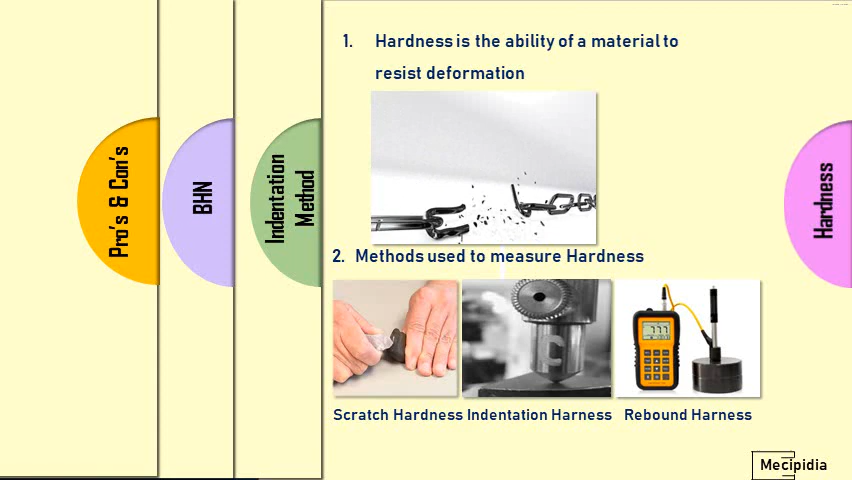 Pro's & Con's
BHN
Indentation
Method
1. Hardness is the ability of a material to
resist deformation
2. Methods used to measure Hardness
C
777
Scratch Hardness Indentation Harness Rebound Harness
Hardness
Mecipidia